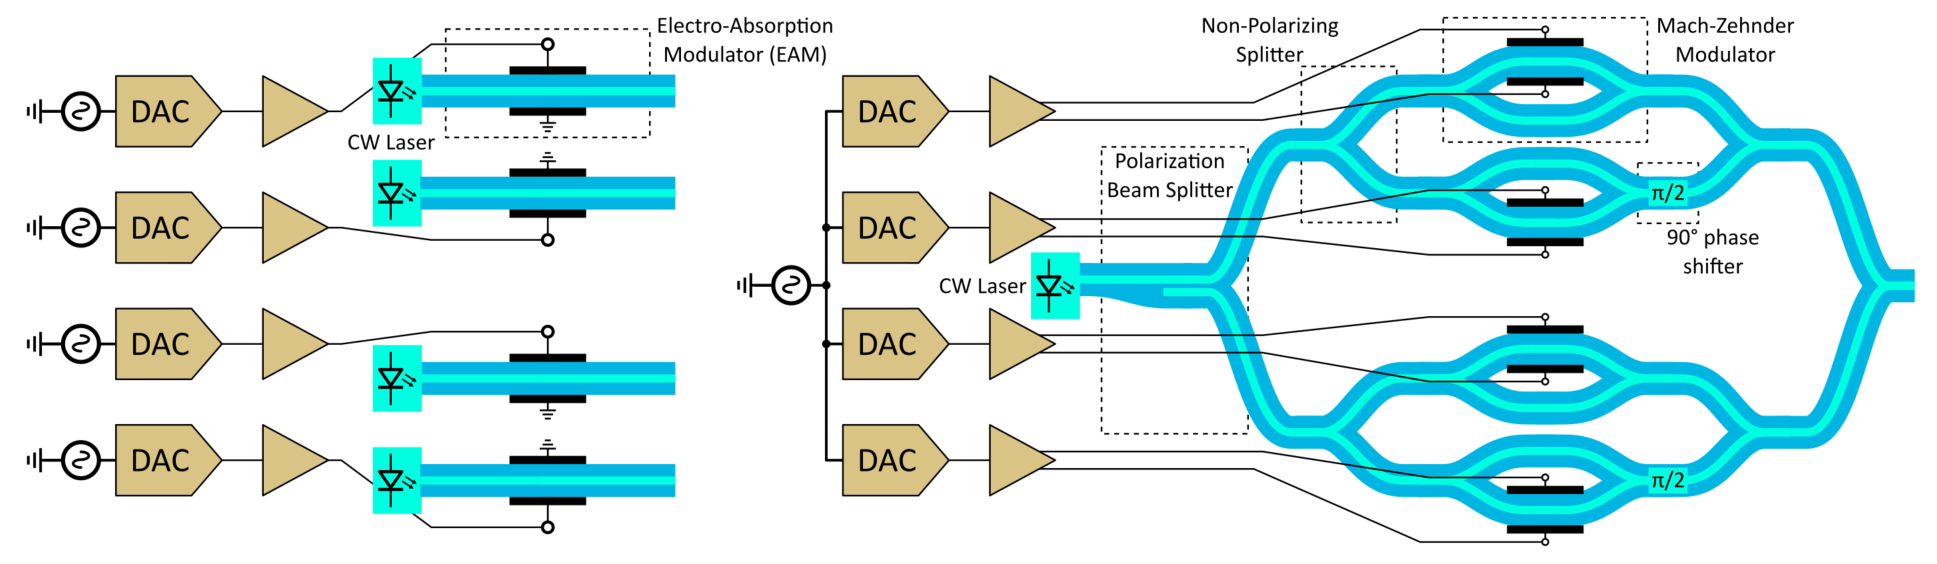 Electro-Absorption
Modulator (EAM)
DAC
CW Laser
DAC
DAC
DAC
Non-Polarizing
Splitter
Mach-Zehnder
Modulator
DAC
Polarization
Beam Splitter
DAC
π/2
90° phase
shifter
CW Laser
DAC
DAC
π/2